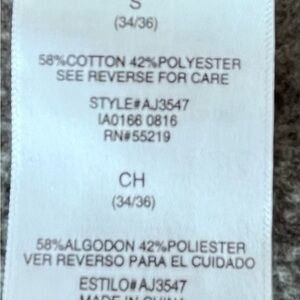 S
(34/36)
58%COTTON 42%POLYESTER
SEE REVERSE FOR CARE
STYLE#AJ3547
IA0166 0816
RN#55219
CH
(34/36)
58%ALGODON 42%POLIESTER
VER REVERSO PARA EL CUIDADO
ESTILO#AJ3547
MADE IN CHINA